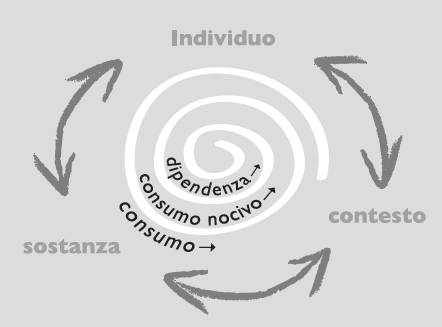 Individuo
dipendenza→
consumo nocivo→
consumo→
contesto
sostanza